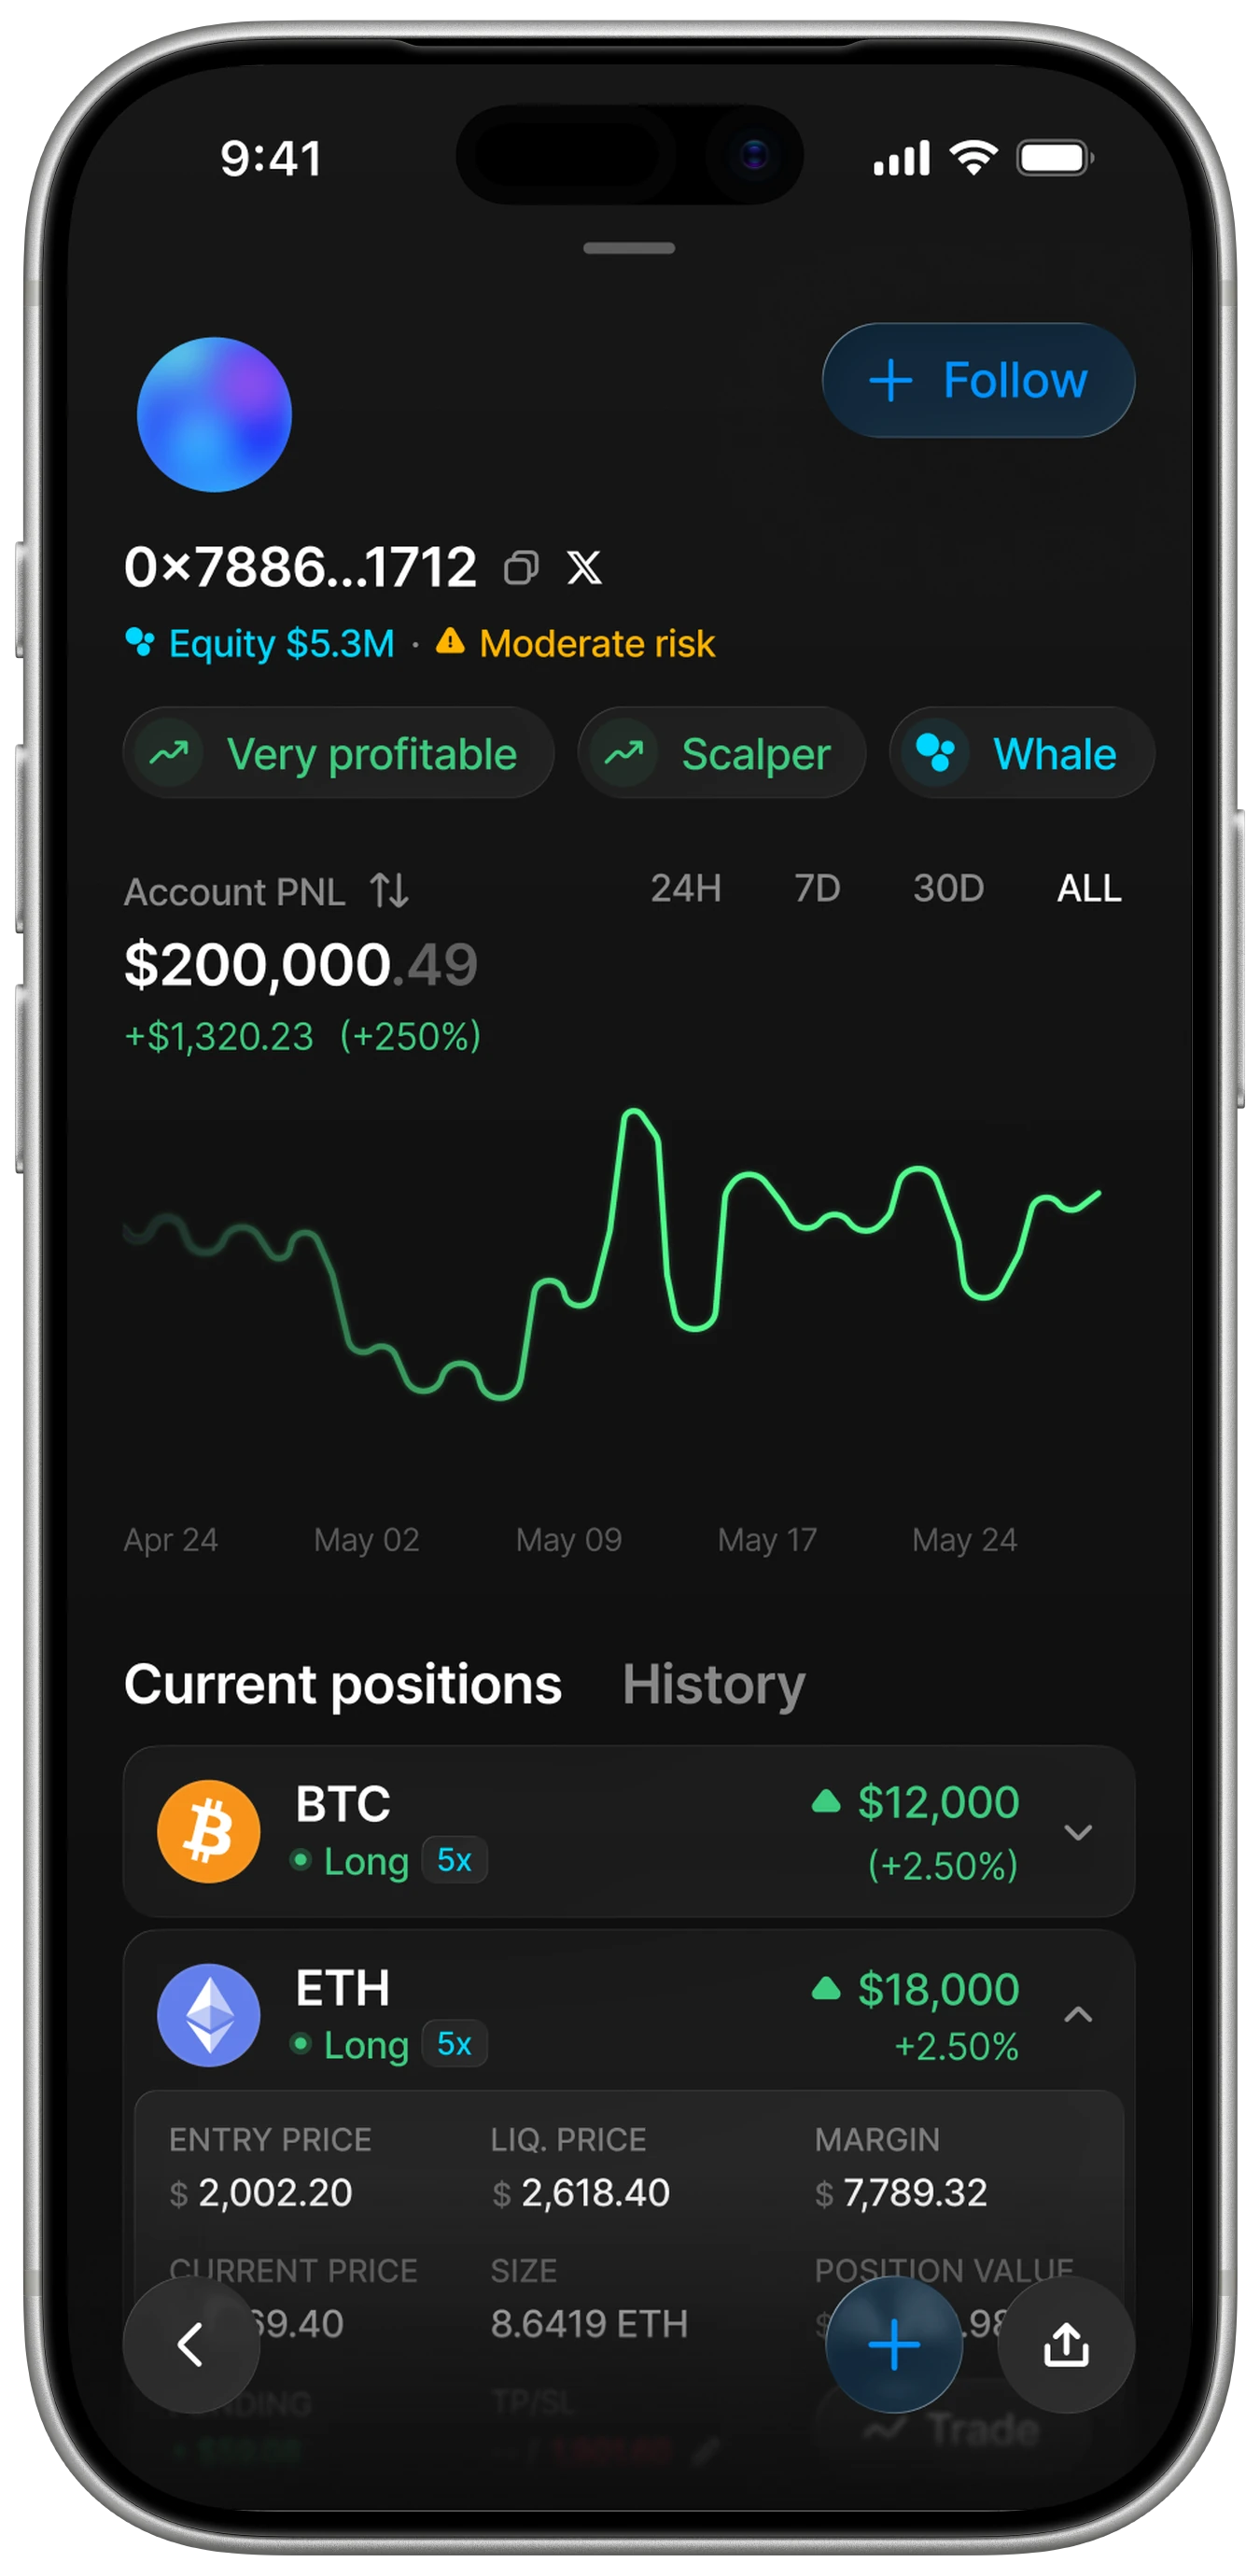 9:41
+ Follow
0×7886...1712
Equity $5.3M · Moderate risk
Very profitable Scalper Whale
Account PNL 24H 7D 30D ALL
$200,000.49
+$1,320.23 (+250%)
Apr 24 May 02 May 09 May 17 May 24
Current positions History
BTC $12,000
Long 5x (+2.50%)
ETH $18,000
Long 5x +2.50%
ENTRY PRICE LIQ. PRICE MARGIN
$ 2,002.20 $ 2,618.40 $ 7,789.32
CURRENT PRICE SIZE POSITION VALUE
69.40 8.6419 ETH
TP/SL
Trade